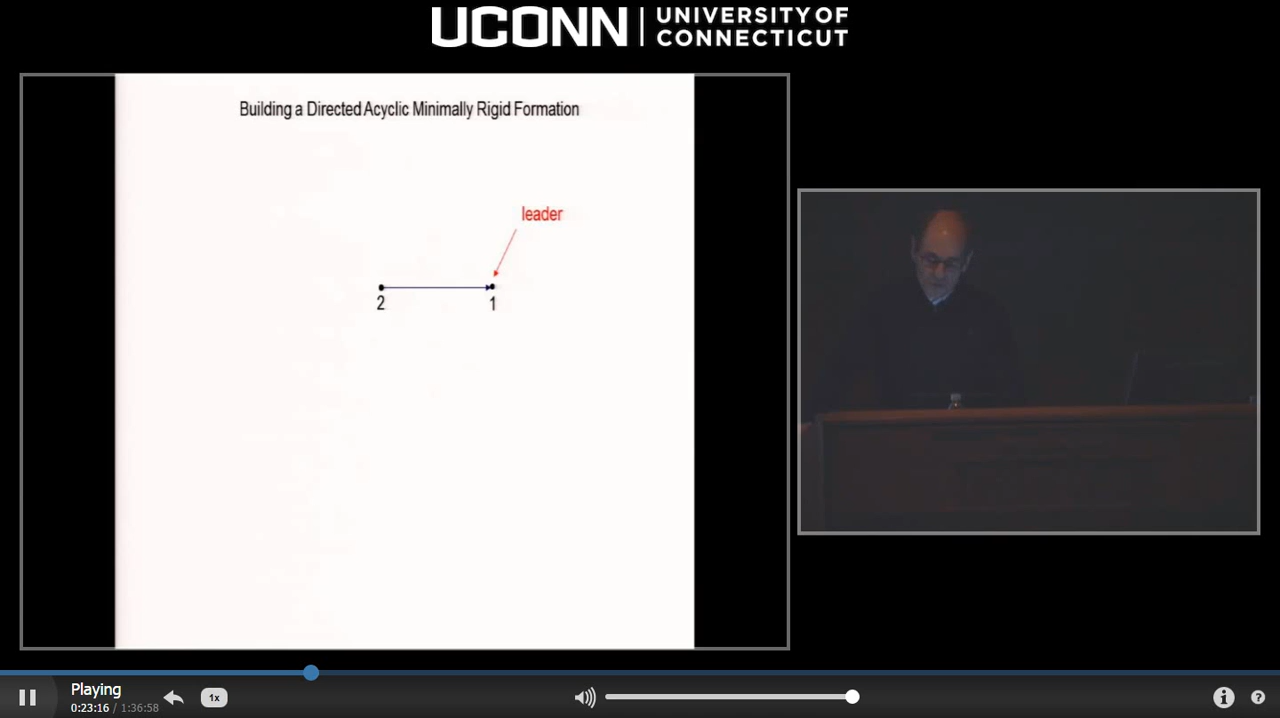 UCONN
UNIVERSITY OF
CONNECTICUT
Building a Directed Acyclic Minimally Rigid Formation
leader
2
1
Playing
0:23:16 / 1:36:58
1x
i
?